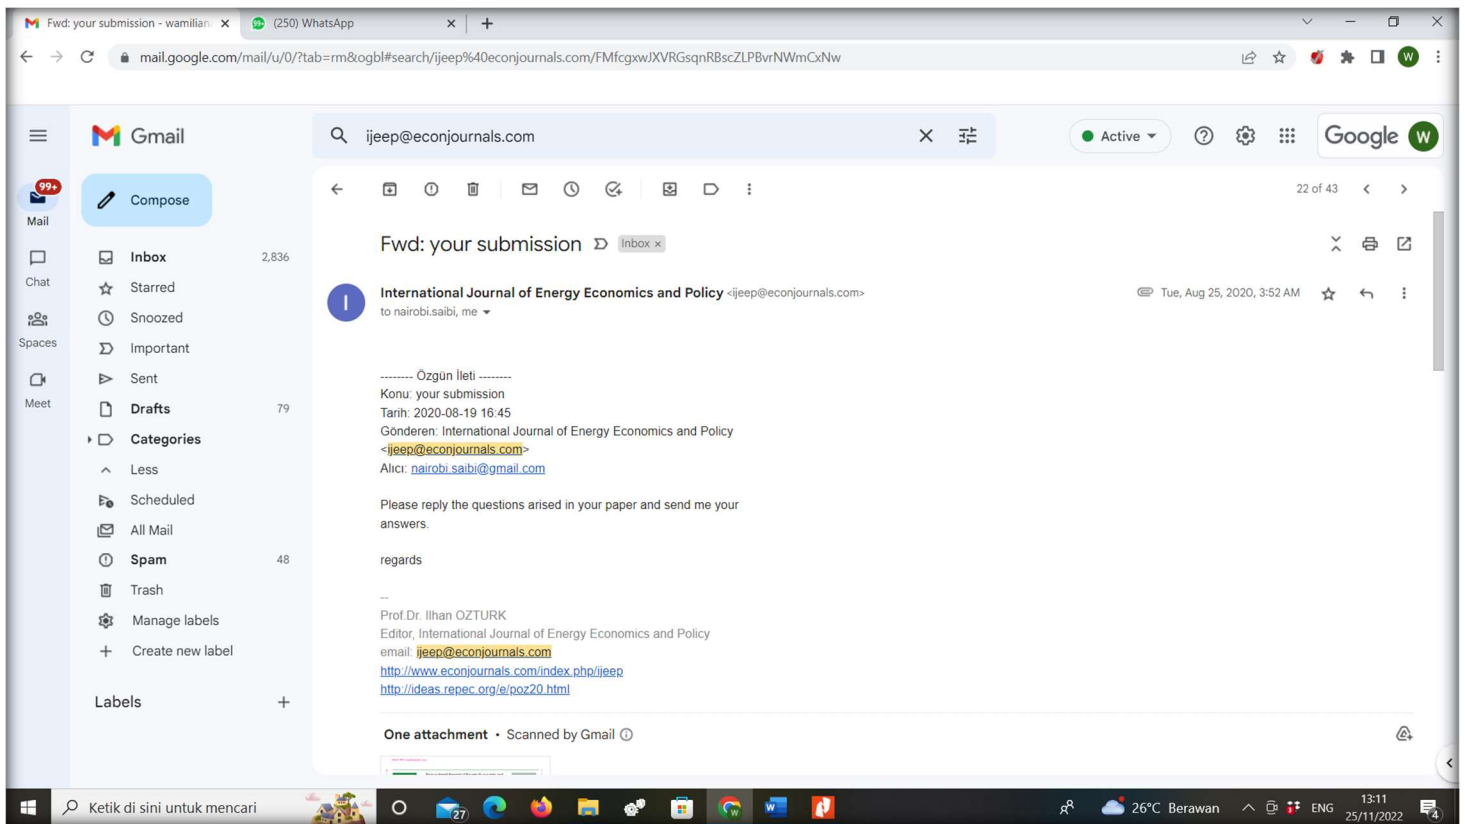 Fwd: your submission - wamilian
(250) WhatsApp
mail.google.com/mail/u/0/?tab=rm&ogbl#search/ijeep%40econjournals.com/FMfcgxwJXVRGsqnRBscZLPBvrNWmCxNw
W
Gmail
ijeep@econjournals.com
Active
Google
W
99+
Mail
Compose
22 of 43
Fwd: your submission
Inbox ×
Chat
Spaces
Meet
Inbox 2,836
Starred
Snoozed
Important
Sent
Drafts 79
Categories
Less
Scheduled
All Mail
Spam 48
Trash
Manage labels
Create new label
Labels
I
International Journal of Energy Economics and Policy <ijeep@econjournals.com>
Tue, Aug 25, 2020, 3:52 AM
to nairobi.saibi, me
-------- Özgün İleti --------
Konu: your submission
Tarih: 2020-08-19 16:45
Gönderen: International Journal of Energy Economics and Policy
<ijeep@econjournals.com>
Alıcı: nairobi.saibi@gmail.com
Please reply the questions arised in your paper and send me your
answers.
regards
--
Prof.Dr. Ilhan OZTURK
Editor, International Journal of Energy Economics and Policy
email: ijeep@econjournals.com
http://www.econjournals.com/index.php/ijeep
http://ideas.repec.org/e/poz20.html
One attachment • Scanned by Gmail
Ketik di sini untuk mencari
27
26°C Berawan
ENG
13:11
25/11/2022
4